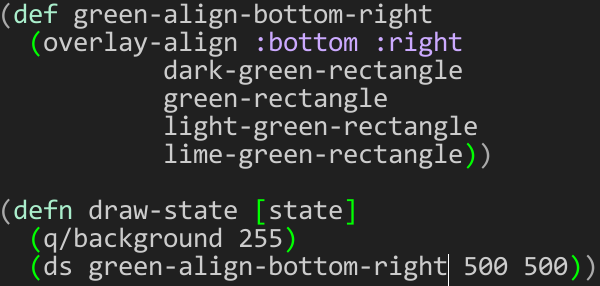 (def green-align-bottom-right
  (overlay-align :bottom :right
           dark-green-rectangle
           green-rectangle
           light-green-rectangle
           lime-green-rectangle))

(defn draw-state [state]
  (q/background 255)
  (ds green-align-bottom-right 500 500))